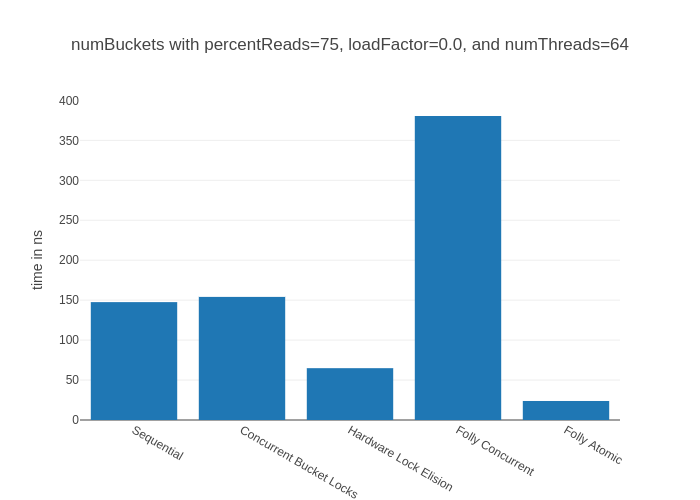 numBuckets with percentReads=75, loadFactor=0.0, and numThreads=64
time in ns
400
350
300
250
200
150
100
50
0
Sequential
Concurrent Bucket Locks
Hardware Lock Elision
Folly Concurrent
Folly Atomic